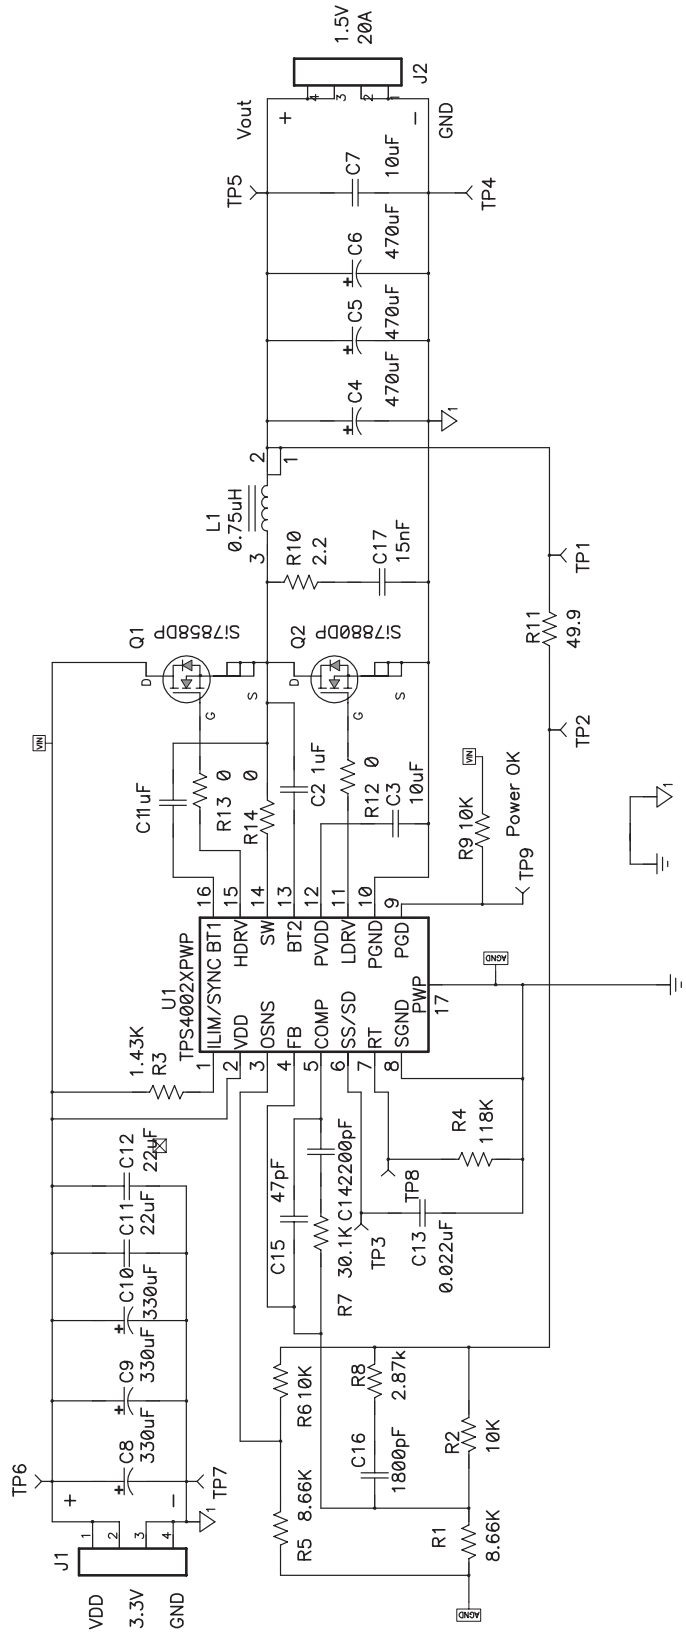 VDD
3.3V
GND
J1
1
2
3
4
TP6
+
−
TP7
1
C8
330uF
C9
330uF
C10
330uF
C11
22uF
C12
22uF
R3
1.43K
VIN
U1
TPS4002XPWP
1 ILIM/SYNC BT1 16
2 VDD HDRV 15
3 OSNS SW 14
4 FB BT2 13
5 COMP PVDD 12
6 SS/SD LDRV 11
7 RT PGND 10
8 SGND PGD 9
PWP
17
C1 1uF
R13 0
R14 0
C2 1uF
R12 0
C3
10uF
Q1
Si7858DP
D
G
S
Q2
Si7880DP
D
G
S
L1
0.75uH
3
2
1
R10
2.2
C17
15nF
C4
470uF
C5
470uF
C6
470uF
C7
10uF
1
TP5
TP4
Vout
+
−
GND
J2
4
3
2
1
1.5V
20A
R5
8.66K
R6 10K
C16
1800pF
R8
2.87k
R1
8.66K
R2
10K
AGND
C15
47pF
R7
30.1K
C14 2200pF
TP3
TP8
C13
0.022uF
R4
118K
AGND
R9 10K
VIN
TP9
Power OK
TP2
R11
49.9
TP1
1